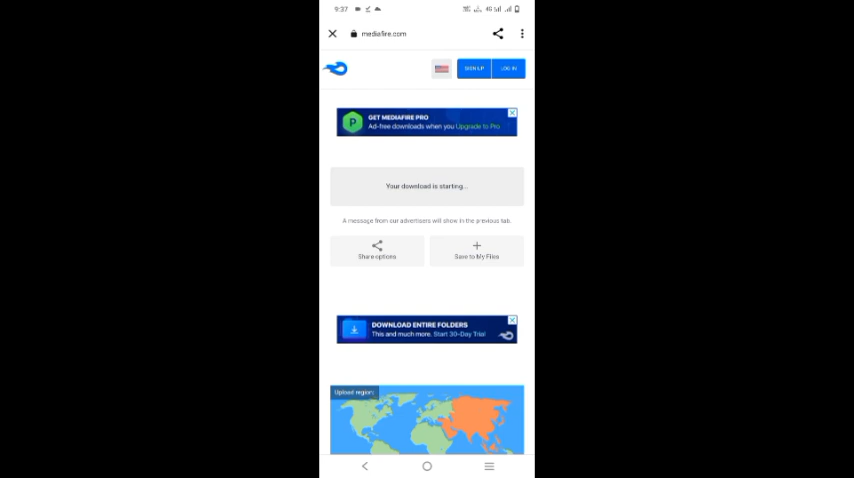 9:37
mediafire.com
SIGN UP LOG IN
GET MEDIAFIRE PRO
Ad-free downloads when you Upgrade to Pro
Your download is starting...
A message from our advertisers will show in the previous tab.
Share options
Save to My Files
DOWNLOAD ENTIRE FOLDERS
This and much more. Start 30-Day Trial
Upload region: